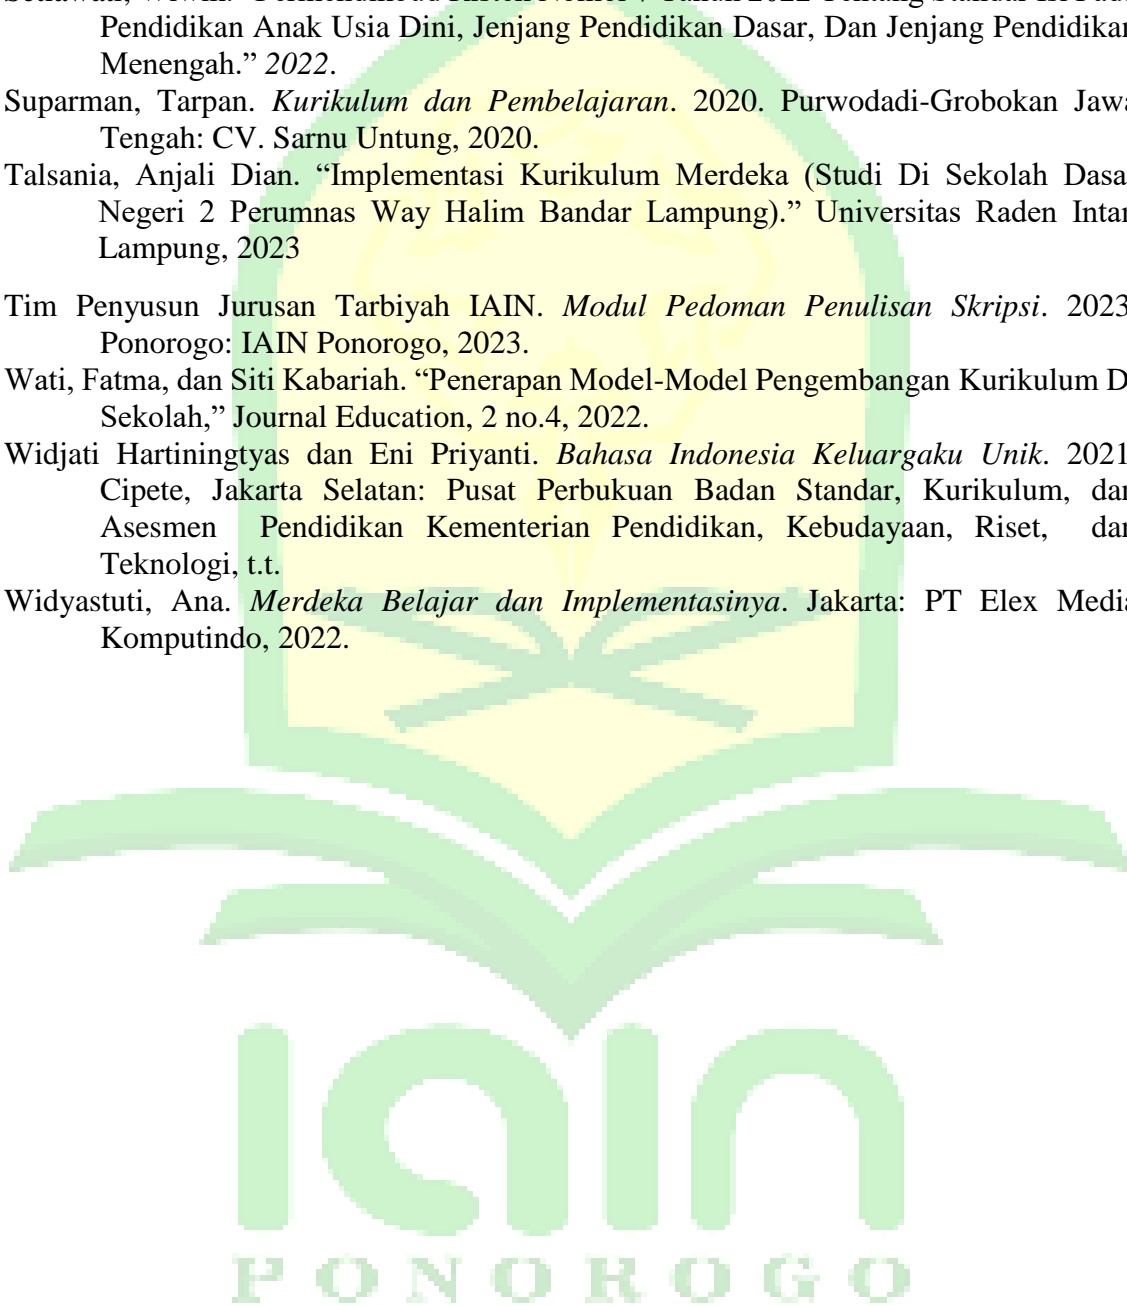 Pendidikan Anak Usia Dini, Jenjang Pendidikan Dasar, Dan Jenjang Pendidikan
Menengah.” 2022.
Suparman, Tarpan. Kurikulum dan Pembelajaran. 2020. Purwodadi-Grobokan Jawa
Tengah: CV. Sarnu Untung, 2020.
Talsania, Anjali Dian. “Implementasi Kurikulum Merdeka (Studi Di Sekolah Dasar
Negeri 2 Perumnas Way Halim Bandar Lampung).” Universitas Raden Intan
Lampung, 2023
Tim Penyusun Jurusan Tarbiyah IAIN. Modul Pedoman Penulisan Skripsi. 2023.
Ponorogo: IAIN Ponorogo, 2023.
Wati, Fatma, dan Siti Kabariah. “Penerapan Model-Model Pengembangan Kurikulum Di
Sekolah,” Journal Education, 2 no.4, 2022.
Widjati Hartiningtyas dan Eni Priyanti. Bahasa Indonesia Keluargaku Unik. 2021.
Cipete, Jakarta Selatan: Pusat Perbukuan Badan Standar, Kurikulum, dan
Asesmen Pendidikan Kementerian Pendidikan, Kebudayaan, Riset, dan
Teknologi, t.t.
Widyastuti, Ana. Merdeka Belajar dan Implementasinya. Jakarta: PT Elex Media
Komputindo, 2022.
iain
PONOROGO